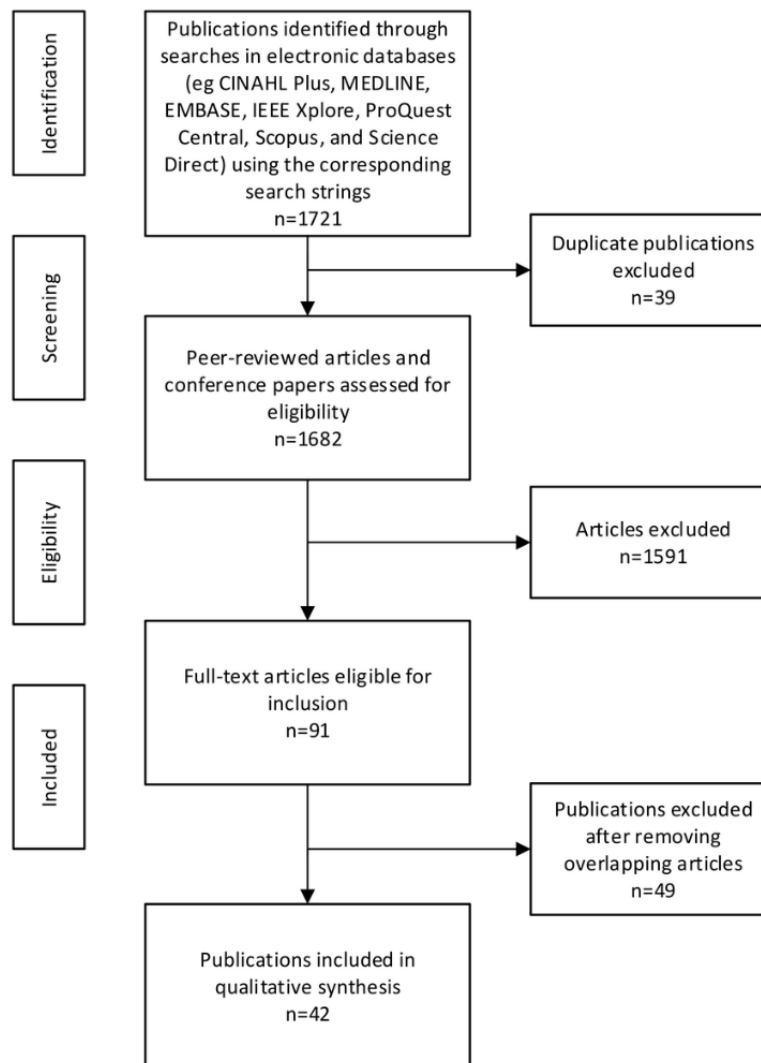 Identification
Publications identified through
searches in electronic databases
(eg CINAHL Plus, MEDLINE,
EMBASE, IEEE Xplore, ProQuest
Central, Scopus, and Science
Direct) using the corresponding
search strings
n=1721
Duplicate publications
excluded
n=39
Screening
Peer-reviewed articles and
conference papers assessed for
eligibility
n=1682
Eligibility
Articles excluded
n=1591
Full-text articles eligible for
inclusion
n=91
Included
Publications excluded
after removing
overlapping articles
n=49
Publications included in
qualitative synthesis
n=42